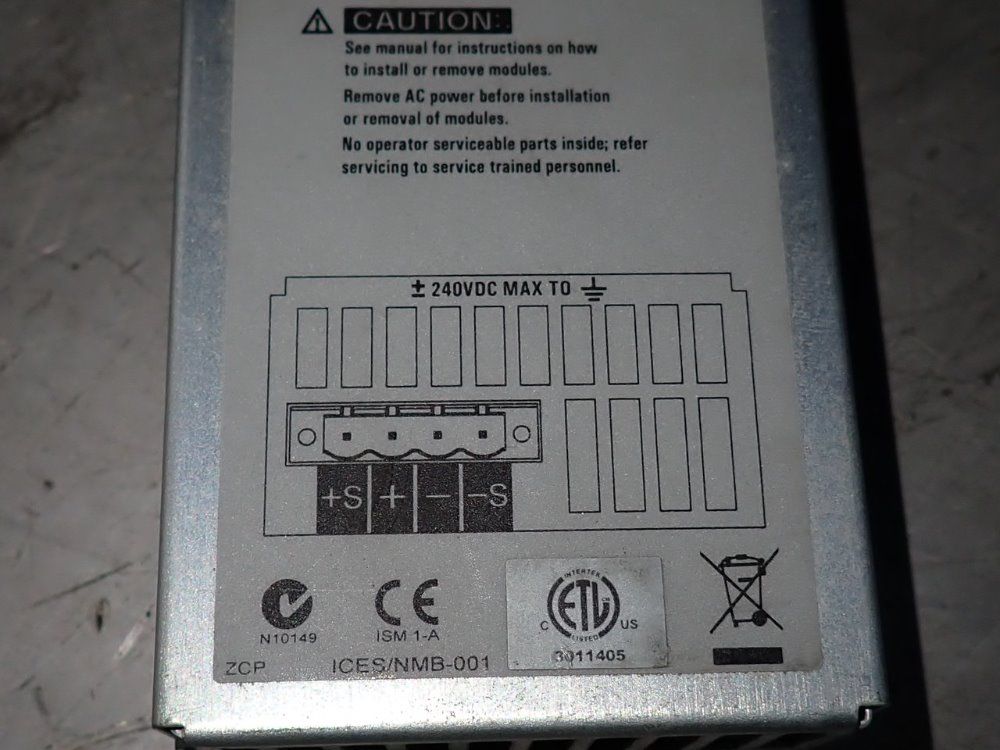 CAUTION:
See manual for instructions on how
to install or remove modules.
Remove AC power before installation
or removal of modules.
No operator serviceable parts inside; refer
servicing to service trained personnel.
± 240VDC MAX TO
+S + − −S
N10149
CE
ISM 1-A
INTERTEK
ETL
CM
C US
LISTED
3011405
ZCP
ICES/NMB-001